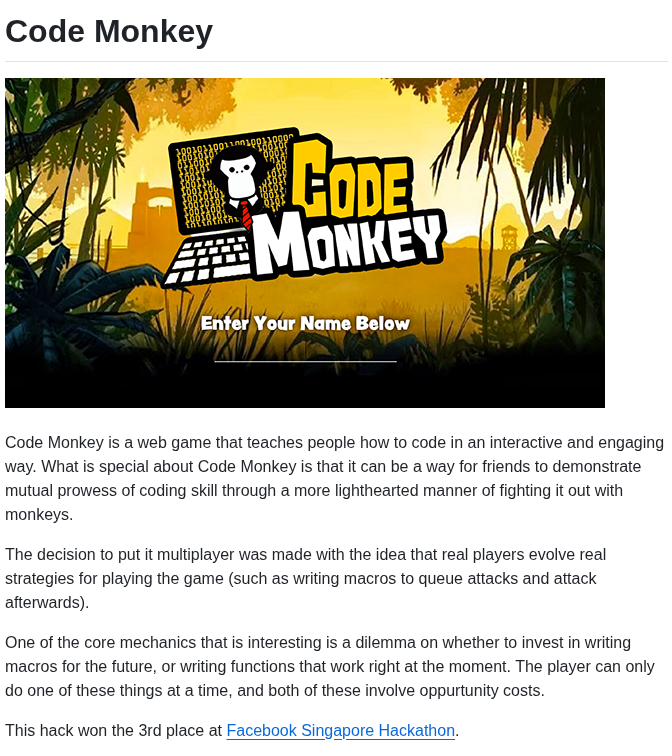 Code Monkey
CODE
MONKEY
Enter Your Name Below
Code Monkey is a web game that teaches people how to code in an interactive and engaging
way. What is special about Code Monkey is that it can be a way for friends to demonstrate
mutual prowess of coding skill through a more lighthearted manner of fighting it out with
monkeys.
The decision to put it multiplayer was made with the idea that real players evolve real
strategies for playing the game (such as writing macros to queue attacks and attack
afterwards).
One of the core mechanics that is interesting is a dilemma on whether to invest in writing
macros for the future, or writing functions that work right at the moment. The player can only
do one of these things at a time, and both of these involve oppurtunity costs.
This hack won the 3rd place at Facebook Singapore Hackathon.